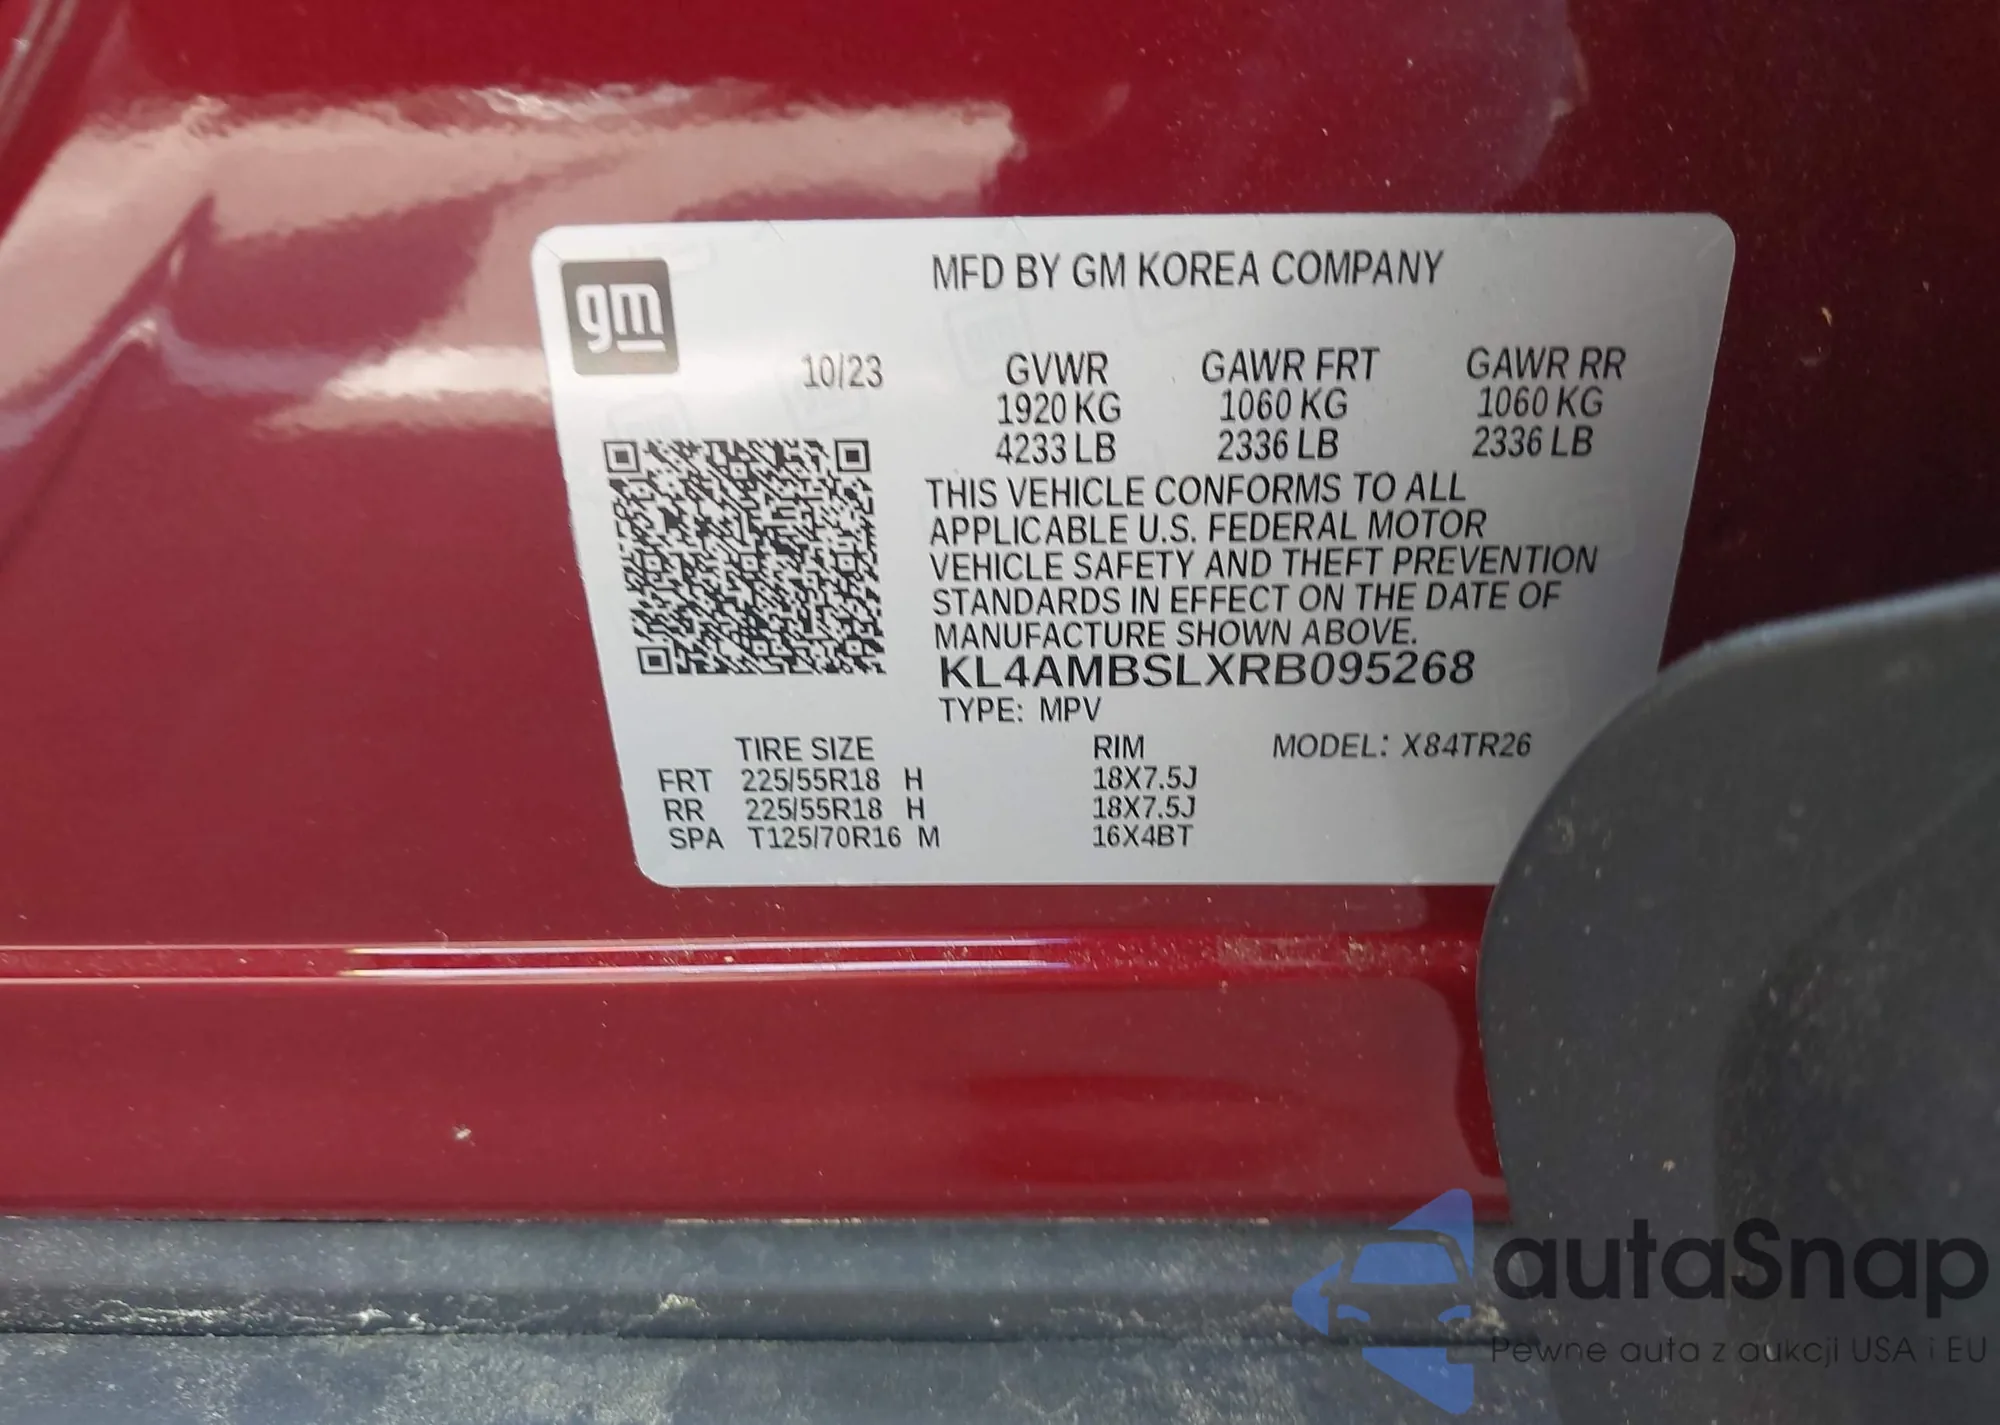 gm
MFD BY GM KOREA COMPANY
10/23 GVWR GAWR FRT GAWR RR
1920 KG 1060 KG 1060 KG
4233 LB 2336 LB 2336 LB
THIS VEHICLE CONFORMS TO ALL
APPLICABLE U.S. FEDERAL MOTOR
VEHICLE SAFETY AND THEFT PREVENTION
STANDARDS IN EFFECT ON THE DATE OF
MANUFACTURE SHOWN ABOVE.
KL4AMBSLXRB095268
TYPE: MPV
TIRE SIZE RIM MODEL: X84TR26
FRT 225/55R18 H 18X7.5J
RR 225/55R18 H 18X7.5J
SPA T125/70R16 M 16X4BT
autaSnap
Pewne auta z aukcji USA i EU